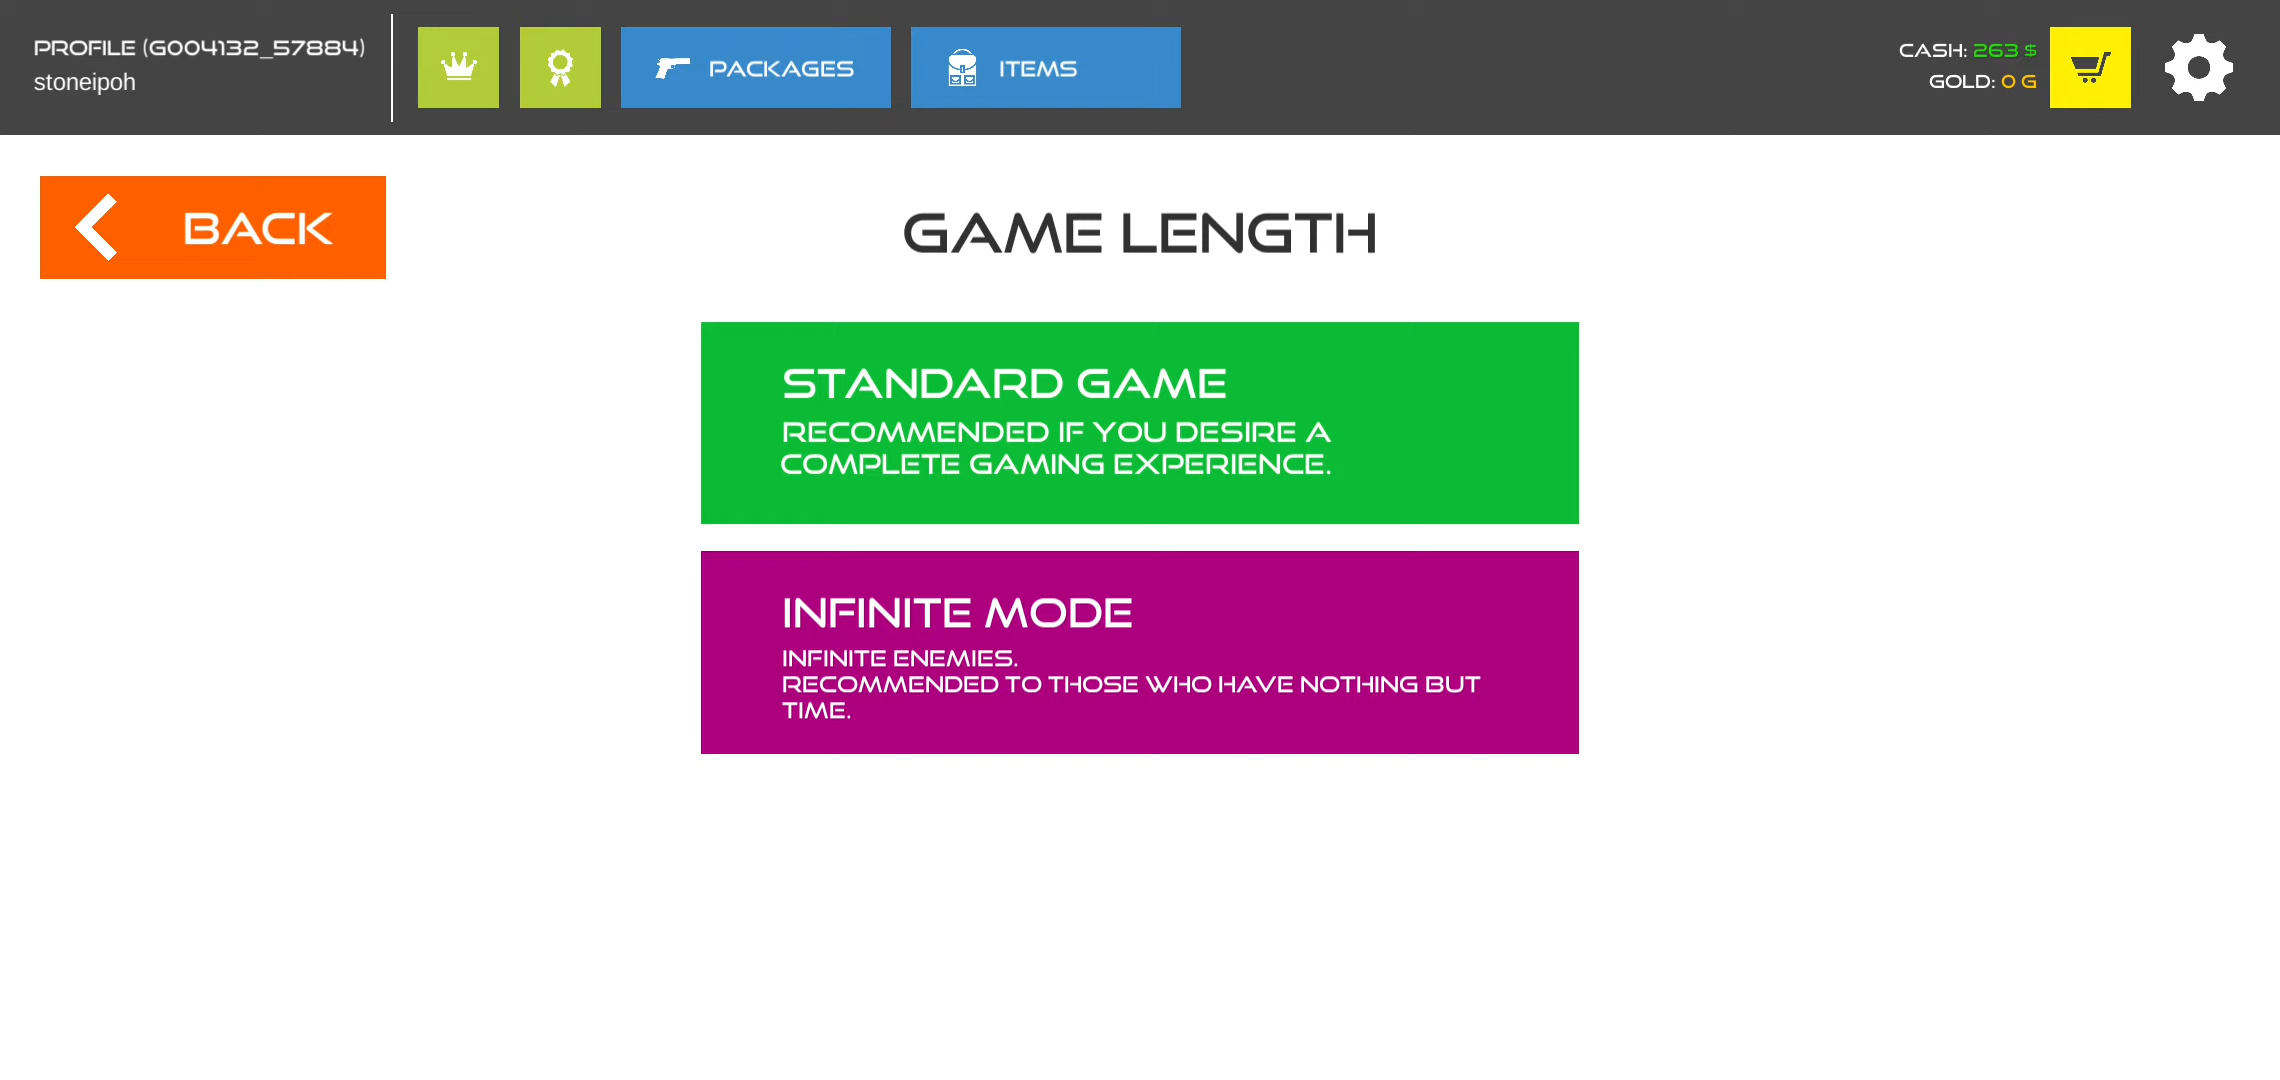 PROFILE (G004132_57884)
stoneipoh
PACKAGES
ITEMS
CASH: 263 $
GOLD: 0 G
BACK
GAME LENGTH
STANDARD GAME
RECOMMENDED IF YOU DESIRE A
COMPLETE GAMING EXPERIENCE.
INFINITE MODE
INFINITE ENEMIES.
RECOMMENDED TO THOSE WHO HAVE NOTHING BUT
TIME.